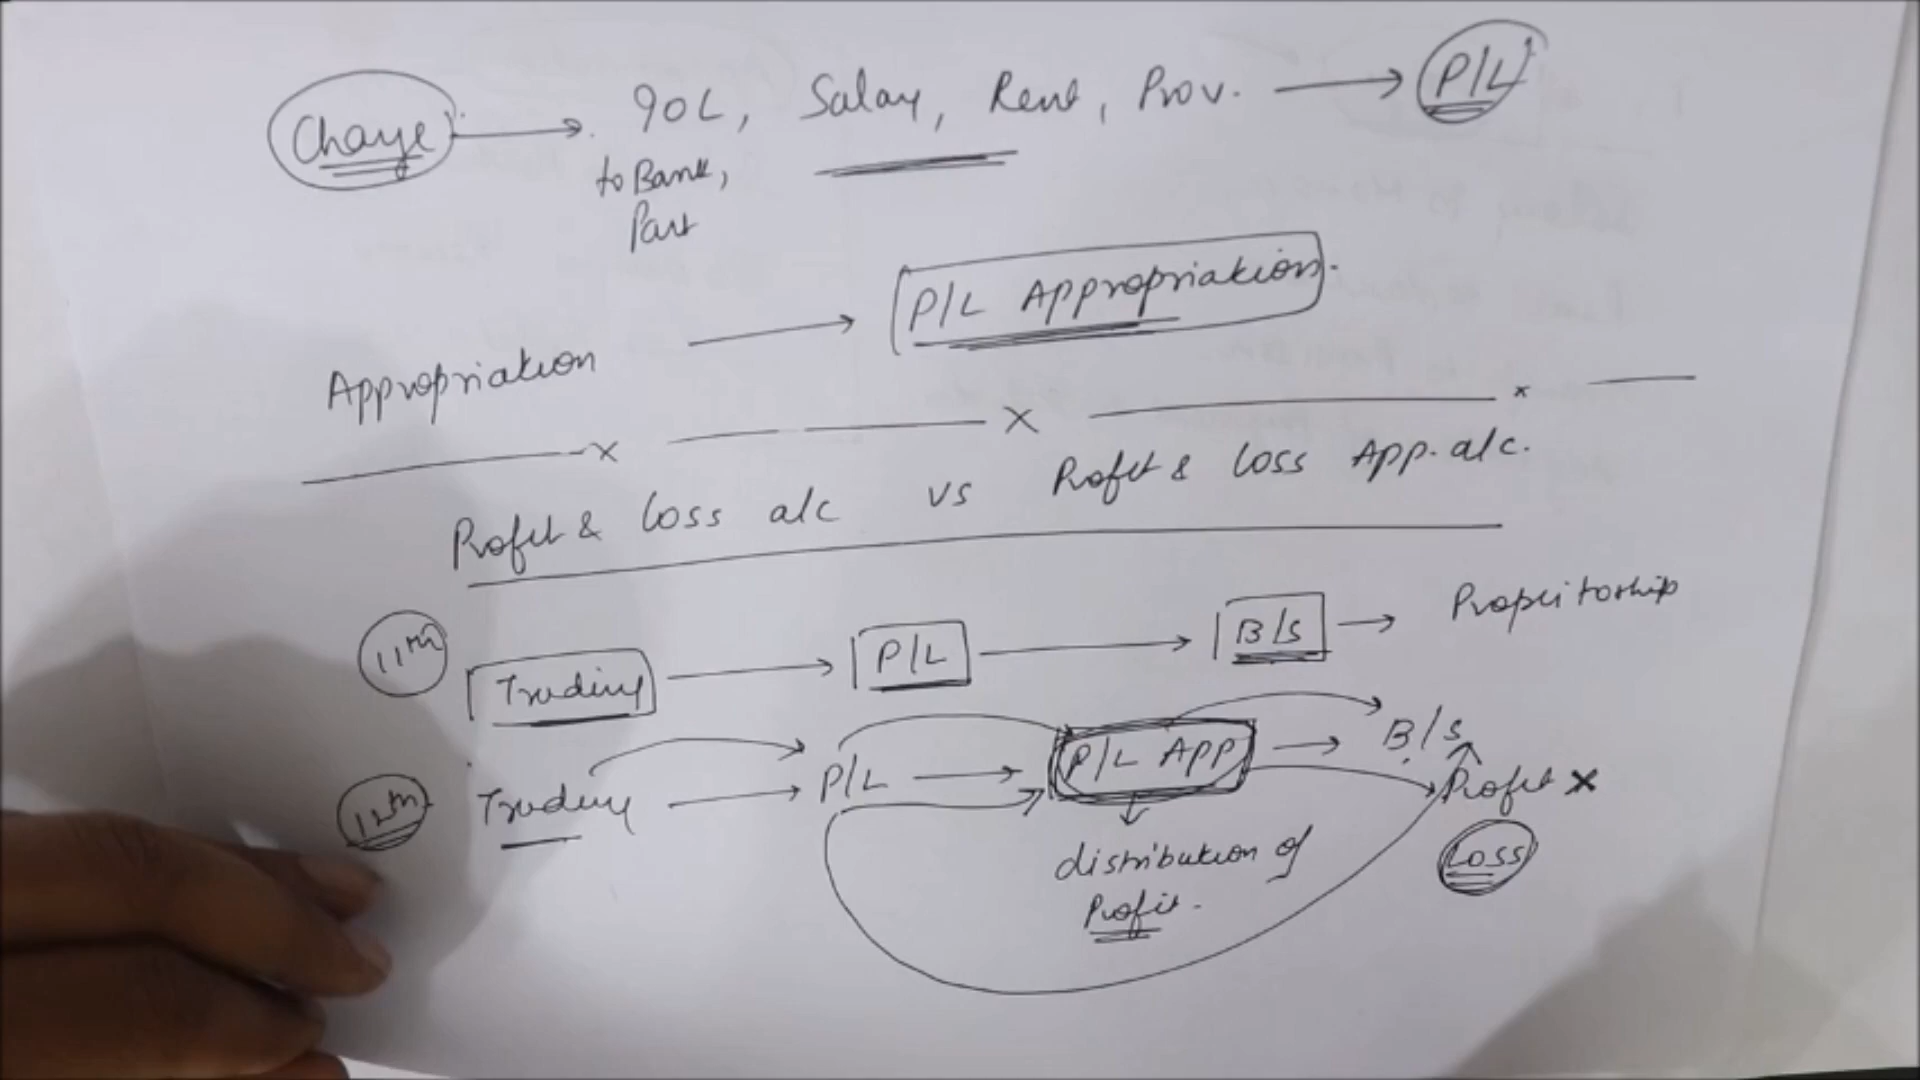 Charge → 90L, Salary, Rent, Prov. → P/L
to Bank,
Part
Appropriation → P/L Appropriation.
x x x
Profit & loss a/c vs Profit & loss App. a/c.
11th Trading → P/L → B/S → Propritorship
12th Trading → P/L → P/L APP → B/S
Profit x
distribution of
Profit.
Loss